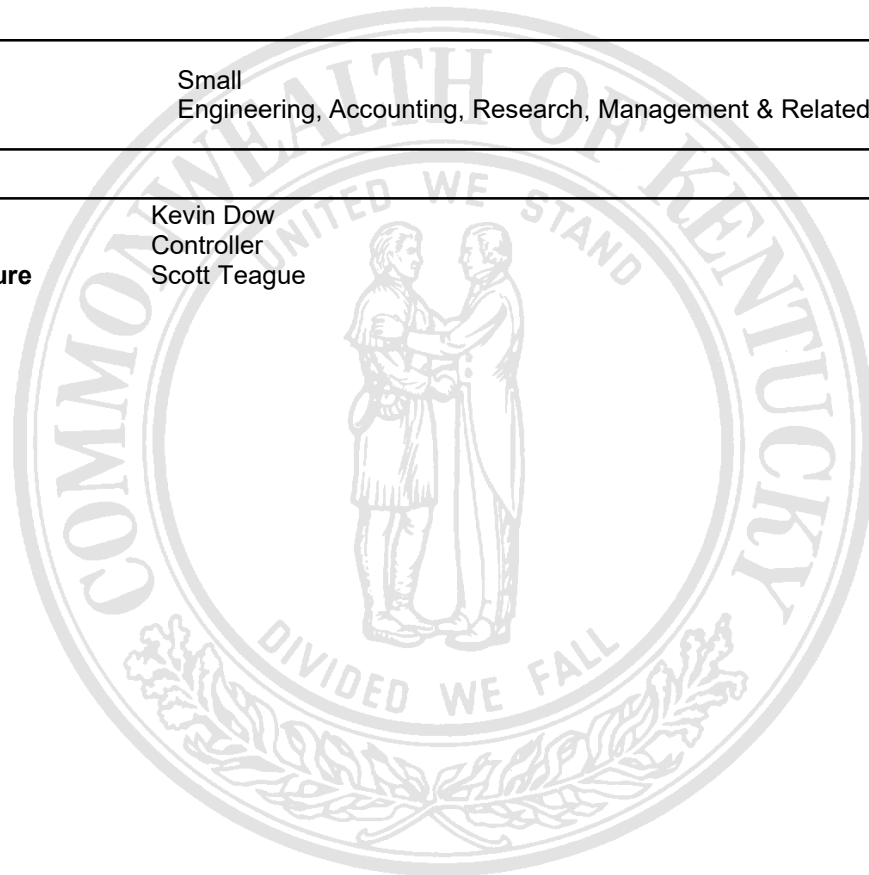 Small
Engineering, Accounting, Research, Management & Related
Kevin Dow
Controller
ure Scott Teague
COMMONWEALTH OF KENTUCKY
UNITED WE STAND
DIVIDED WE FALL